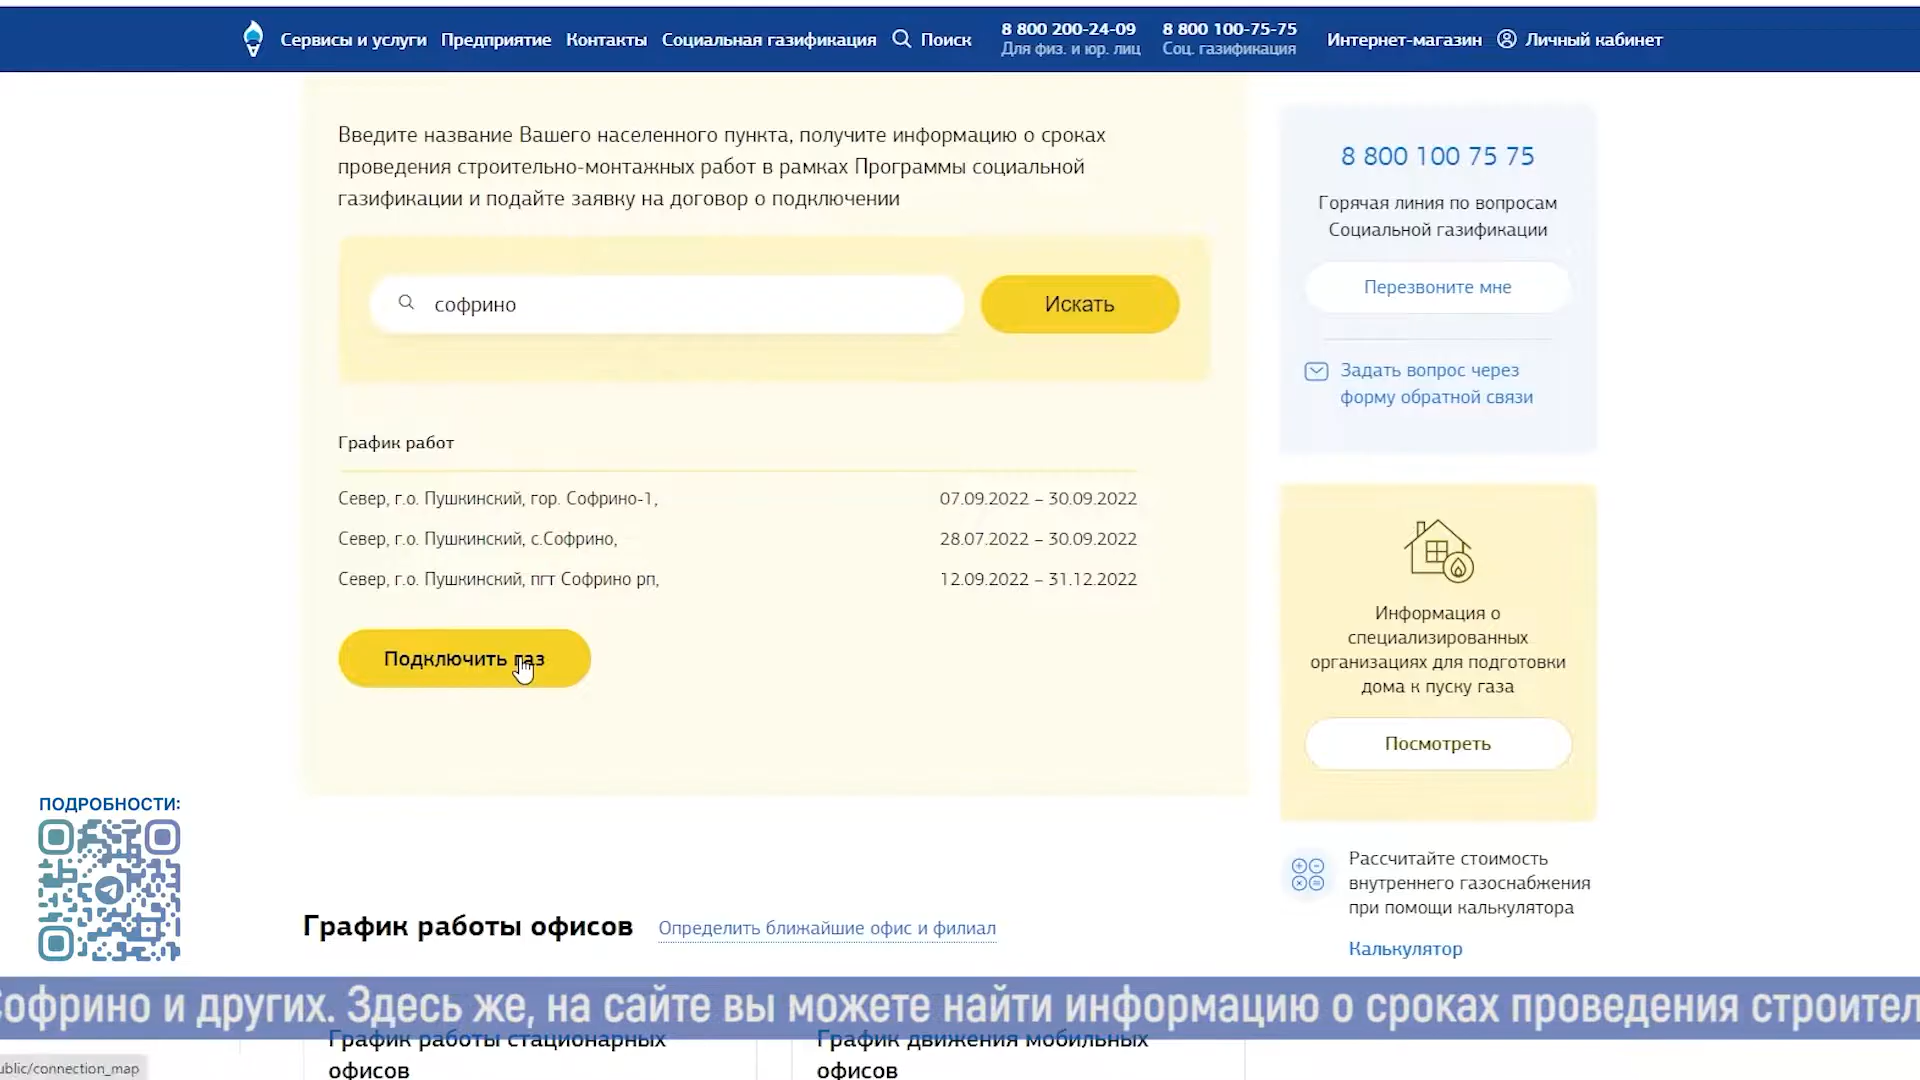 Сервисы и услуги Предприятие Контакты Социальная газификация Поиск 8 800 200-24-09 8 800 100-75-75 Интернет-магазин Личный кабинет
Для физ. и юр. лиц Соц. газификация
Введите название Вашего населенного пункта, получите информацию о сроках
проведения строительно-монтажных работ в рамках Программы социальной
газификации и подайте заявку на договор о подключении
софрино
Искать
График работ
Север, г.о. Пушкинский, гор. Софрино-1, 07.09.2022 – 30.09.2022
Север, г.о. Пушкинский, с.Софрино, 28.07.2022 – 30.09.2022
Север, г.о. Пушкинский, пгт Софрино рп, 12.09.2022 – 31.12.2022
Подключить газ
8 800 100 75 75
Горячая линия по вопросам
Социальной газификации
Перезвоните мне
Задать вопрос через
форму обратной связи
Информация о
специализированных
организациях для подготовки
дома к пуску газа
Посмотреть
Рассчитайте стоимость
внутреннего газоснабжения
при помощи калькулятора
Калькулятор
ПОДРОБНОСТИ:
График работы офисов Определить ближайшие офис и филиал
Софрино и других. Здесь же, на сайте вы можете найти информацию о сроках проведения строител
График работы стационарных
офисов
График движения мобильных
офисов
ublic/connection_map